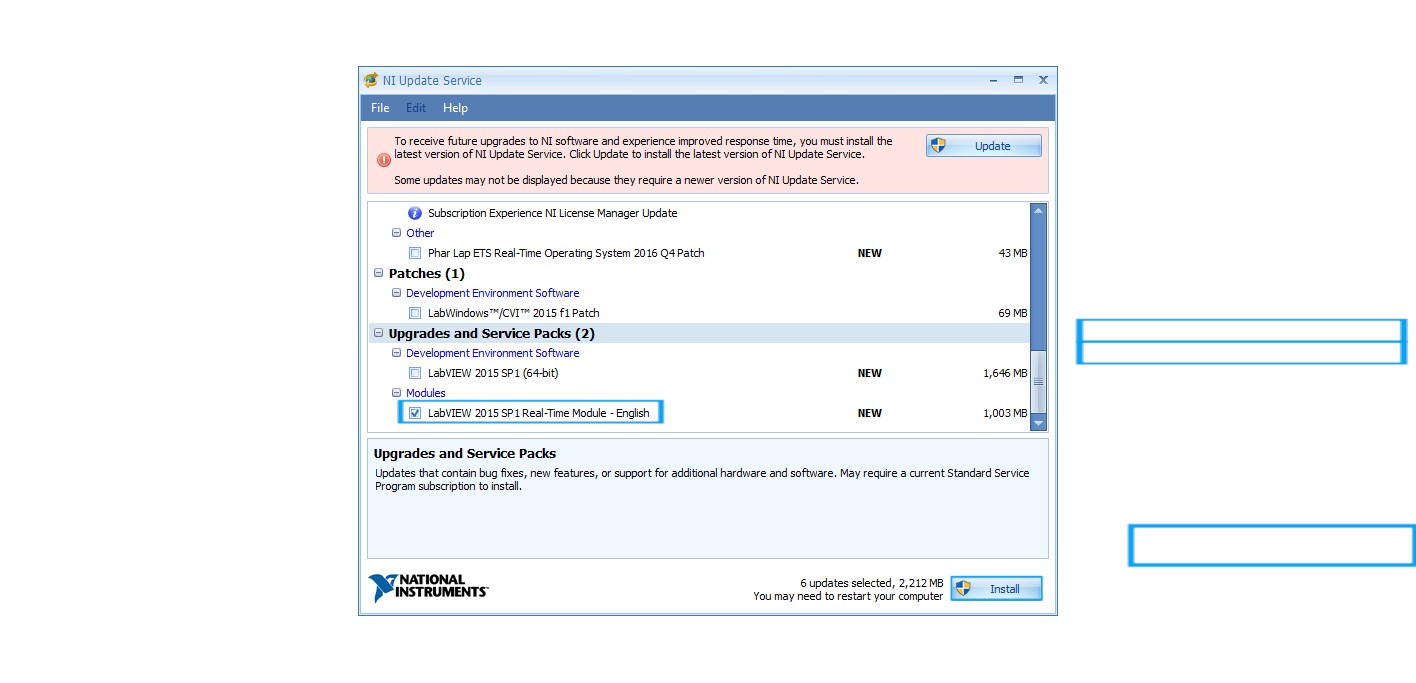 NI Update Service
File Edit Help
To receive future upgrades to NI software and experience improved response time, you must install the
latest version of NI Update Service. Click Update to install the latest version of NI Update Service.
Update
Some updates may not be displayed because they require a newer version of NI Update Service.
Subscription Experience NI License Manager Update
Other
Phar Lap ETS Real-Time Operating System 2016 Q4 Patch NEW 43 MB
Patches (1)
Development Environment Software
LabWindows™/CVI™ 2015 f1 Patch 69 MB
Upgrades and Service Packs (2)
Development Environment Software
LabVIEW 2015 SP1 (64-bit) NEW 1,646 MB
Modules
LabVIEW 2015 SP1 Real-Time Module - English NEW 1,003 MB
Upgrades and Service Packs
Updates that contain bug fixes, new features, or support for additional hardware and software. May require a current Standard Service
Program subscription to install.
NATIONAL
INSTRUMENTS™
6 updates selected, 2,212 MB
You may need to restart your computer
Install